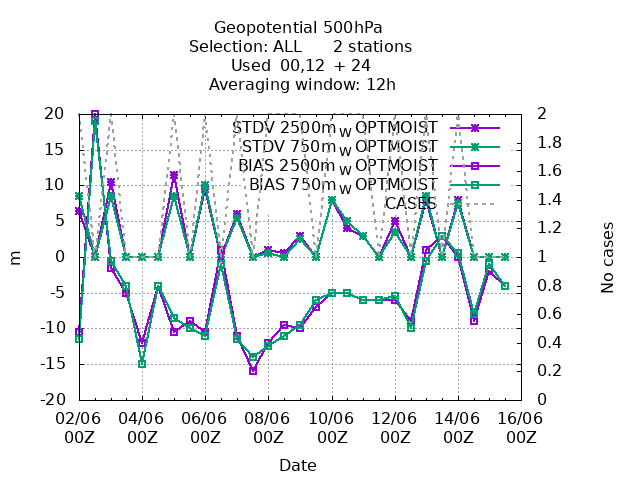 Geopotential 500hPa
Selection: ALL 2 stations
Used 00,12 + 24
Averaging window: 12h
STDV 2500m w OPTMOIST
STDV 750m w OPTMOIST
BIAS 2500m w OPTMOIST
BIAS 750m w OPTMOIST
CASES
20
15
10
5
0
-5
-10
-15
-20
m
2
1.8
1.6
1.4
1.2
1
0.8
0.6
0.4
0.2
0
No cases
02/06 04/06 06/06 08/06 10/06 12/06 14/06 16/06
00Z 00Z 00Z 00Z 00Z 00Z 00Z 00Z
Date